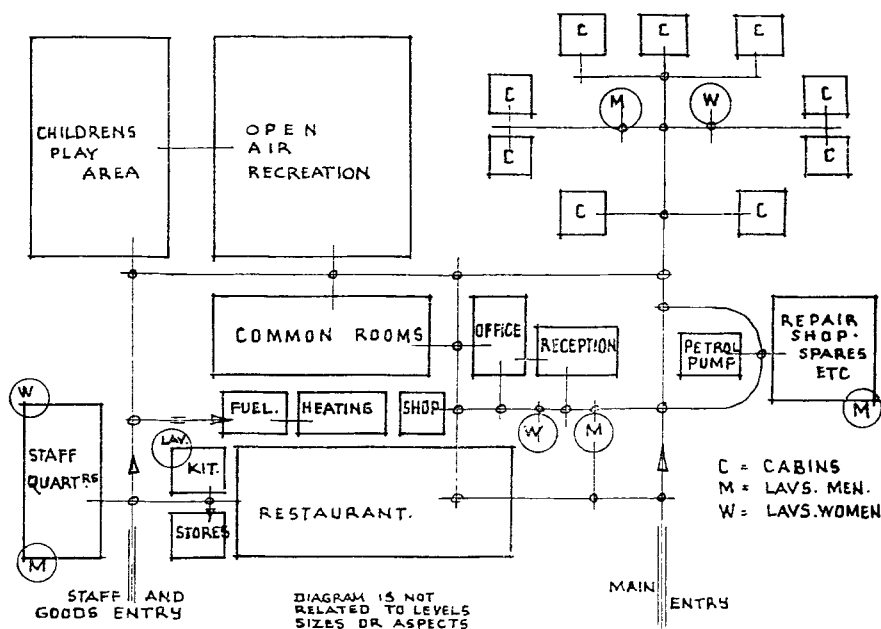 C
C
C
C
M
W
C
C
C
C
C
CHILDRENS
PLAY
AREA
OPEN
AIR
RECREATION
COMMON ROOMS
OFFICE
RECEPTION
PETROL
PUMP
REPAIR
SHOP.
SPARES
ETC
M
W
FUEL.
HEATING
SHOP
W
M
LAV.
STAFF
QUARTRS
KIT.
STORES
RESTAURANT.
M
C = CABINS
M = LAVS. MEN.
W = LAVS. WOMEN
STAFF AND
GOODS ENTRY
DIAGRAM IS NOT
RELATED TO LEVELS
SIZES OR ASPECTS
MAIN
ENTRY